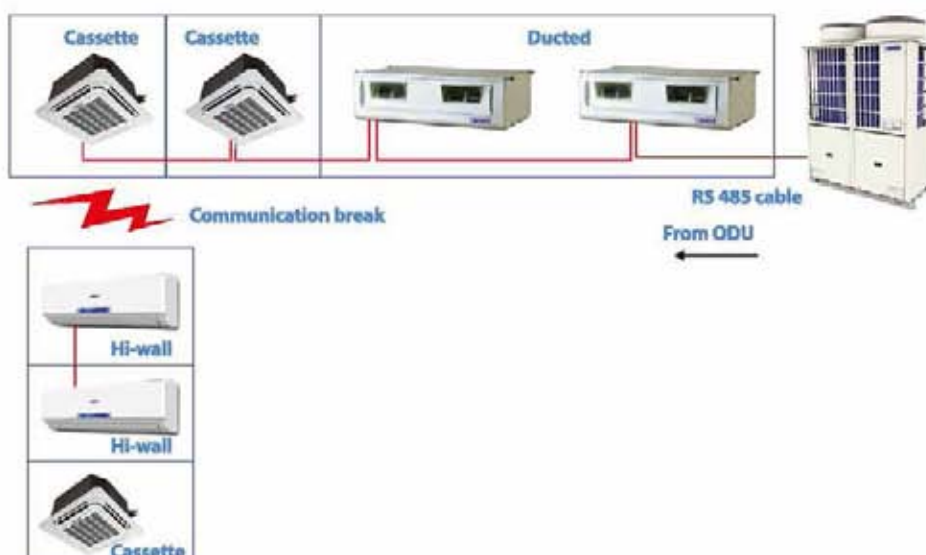 Cassette
Cassette
Ducted
RS 485 cable
Communication break
From ODU
Hi-wall
Hi-wall
Cassette